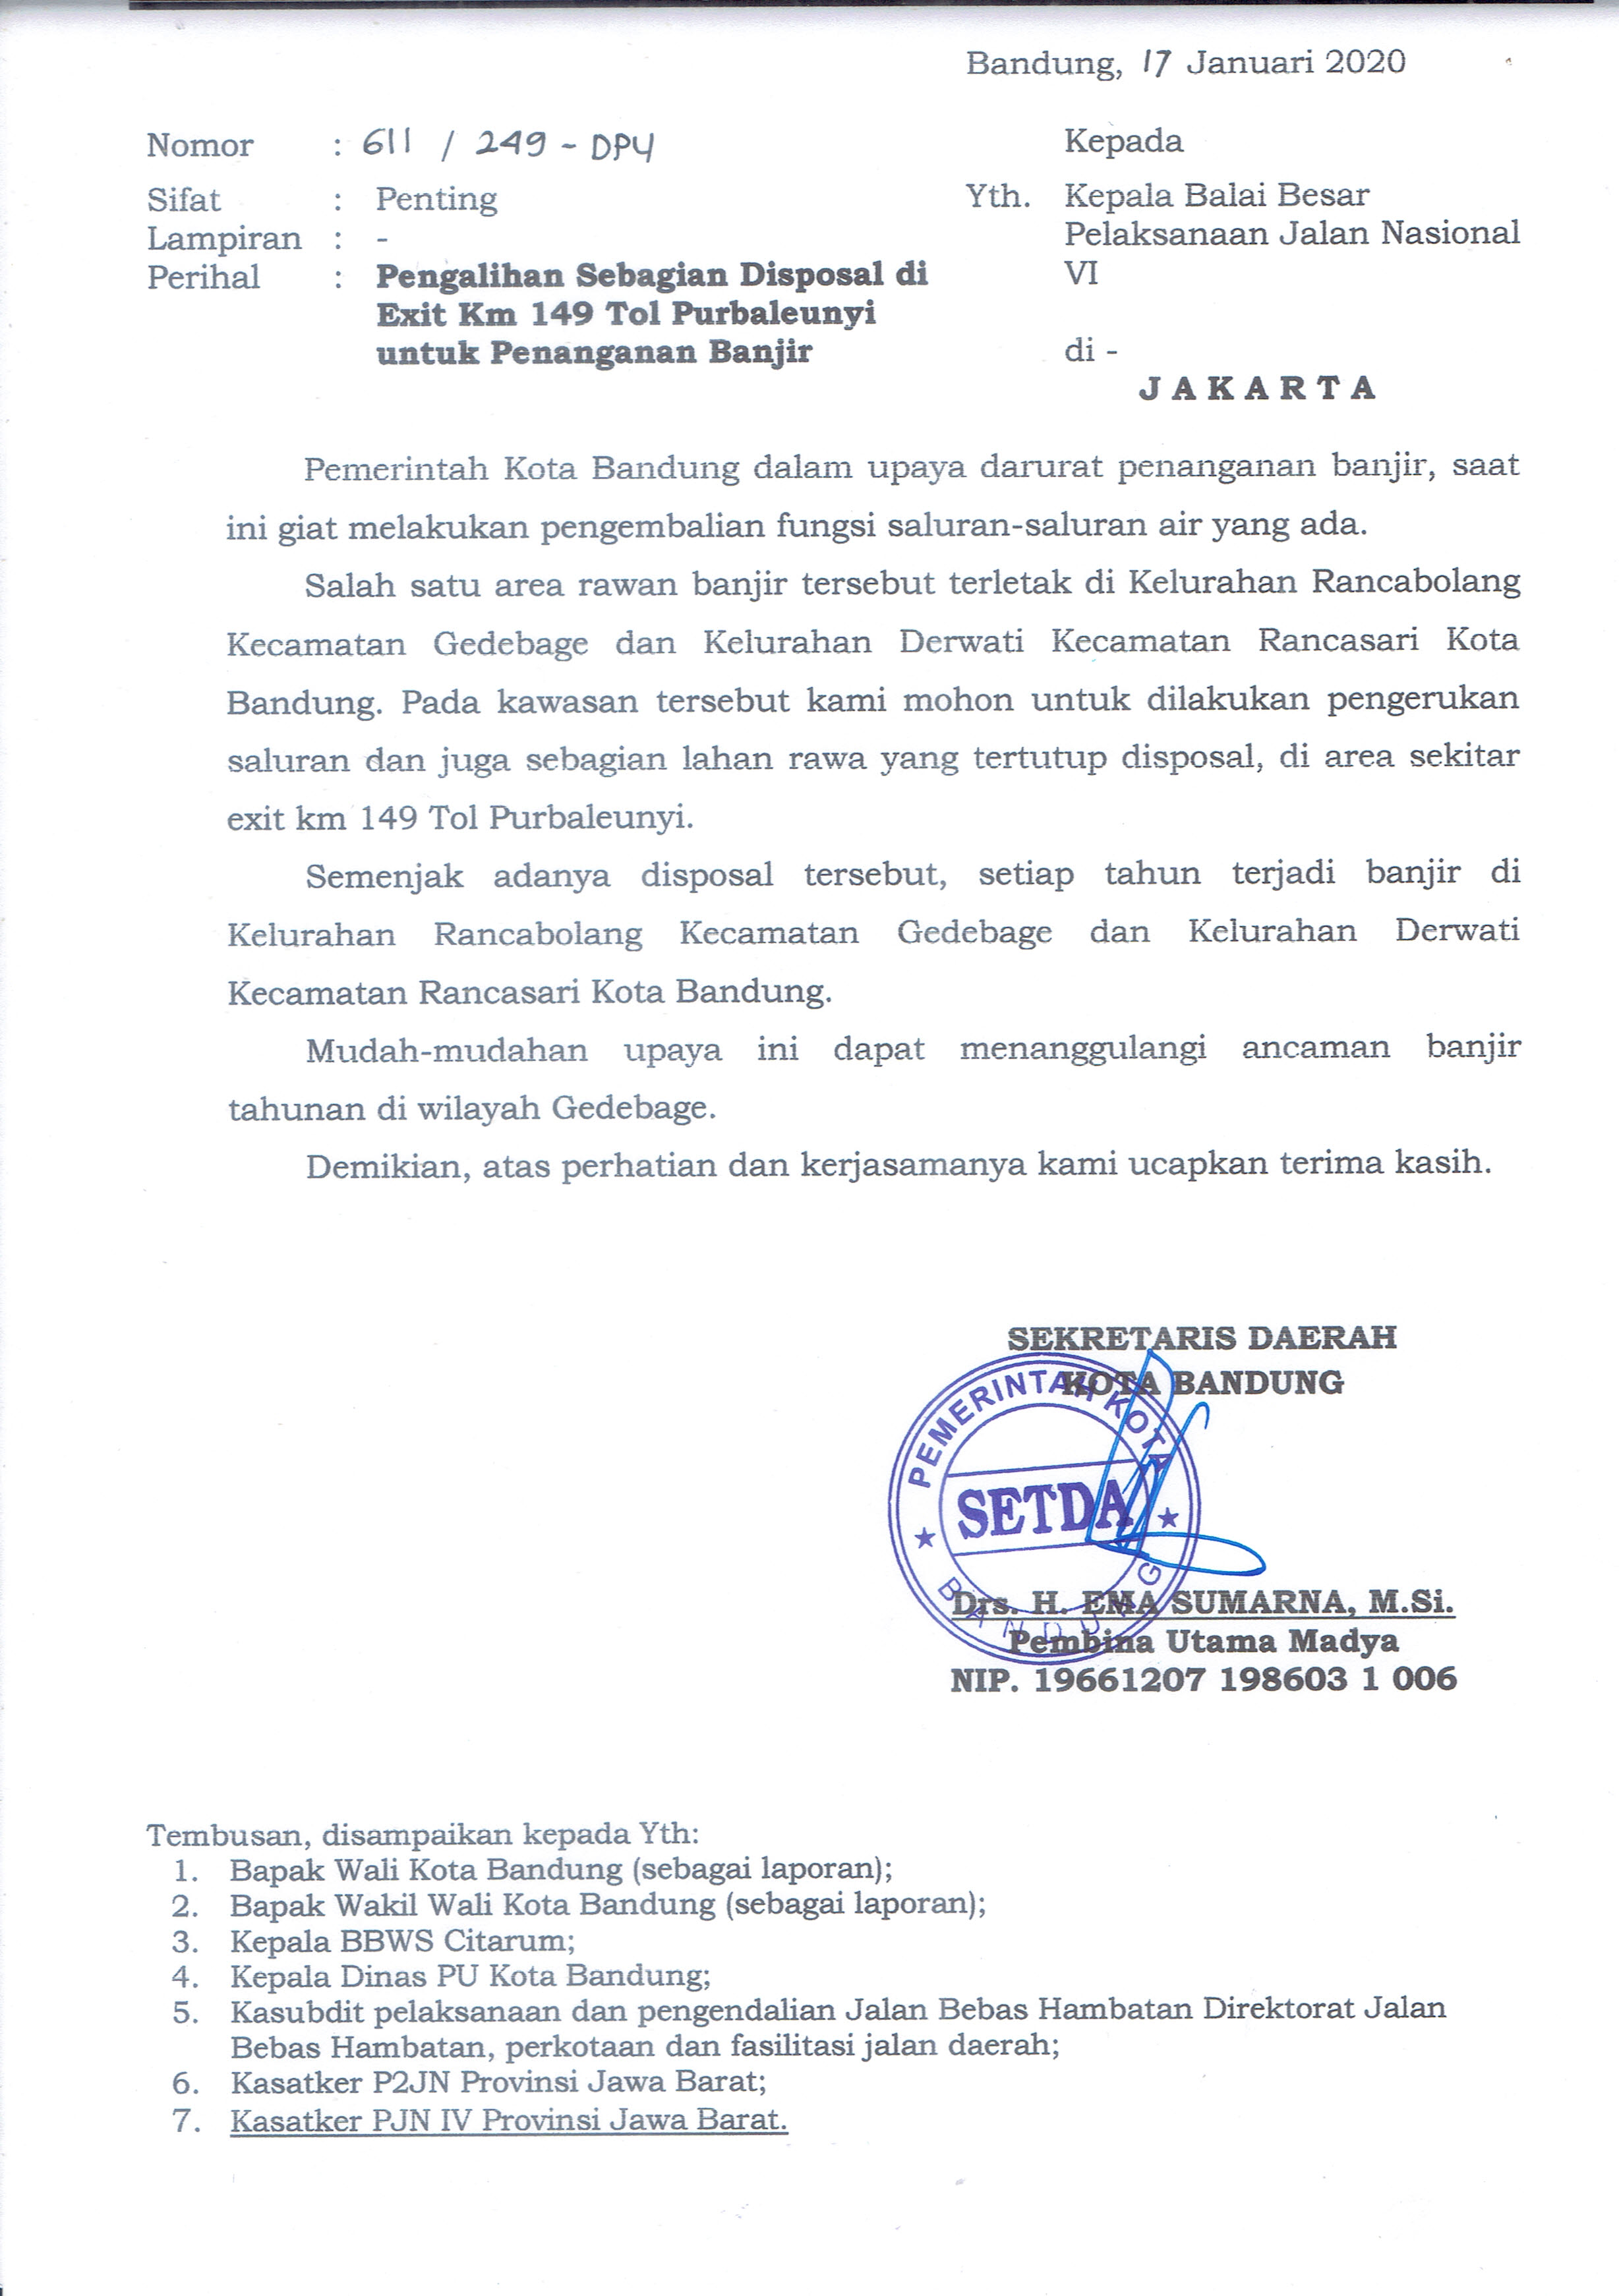 Bandung, 17 Januari 2020
Nomor : 611 / 249 - DPU
Sifat : Penting
Lampiran : -
Perihal : Pengalihan Sebagian Disposal di
Exit Km 149 Tol Purbaleunyi
untuk Penanganan Banjir
Kepada
Yth. Kepala Balai Besar
Pelaksanaan Jalan Nasional
VI
di -
J A K A R T A
Pemerintah Kota Bandung dalam upaya darurat penanganan banjir, saat
ini giat melakukan pengembalian fungsi saluran-saluran air yang ada.
Salah satu area rawan banjir tersebut terletak di Kelurahan Rancabolang
Kecamatan Gedebage dan Kelurahan Derwati Kecamatan Rancasari Kota
Bandung. Pada kawasan tersebut kami mohon untuk dilakukan pengerukan
saluran dan juga sebagian lahan rawa yang tertutup disposal, di area sekitar
exit km 149 Tol Purbaleunyi.
Semenjak adanya disposal tersebut, setiap tahun terjadi banjir di
Kelurahan Rancabolang Kecamatan Gedebage dan Kelurahan Derwati
Kecamatan Rancasari Kota Bandung.
Mudah-mudahan upaya ini dapat menanggulangi ancaman banjir
tahunan di wilayah Gedebage.
Demikian, atas perhatian dan kerjasamanya kami ucapkan terima kasih.
SEKRETARIS DAERAH
KOTA BANDUNG
PEMERINTAH KOTA
SETDA
BANDUNG
Drs. H. EMA SUMARNA, M.Si.
Pembina Utama Madya
NIP. 19661207 198603 1 006
Tembusan, disampaikan kepada Yth:
1. Bapak Wali Kota Bandung (sebagai laporan);
2. Bapak Wakil Wali Kota Bandung (sebagai laporan);
3. Kepala BBWS Citarum;
4. Kepala Dinas PU Kota Bandung;
5. Kasubdit pelaksanaan dan pengendalian Jalan Bebas Hambatan Direktorat Jalan
Bebas Hambatan, perkotaan dan fasilitasi jalan daerah;
6. Kasatker P2JN Provinsi Jawa Barat;
7. Kasatker PJN IV Provinsi Jawa Barat.